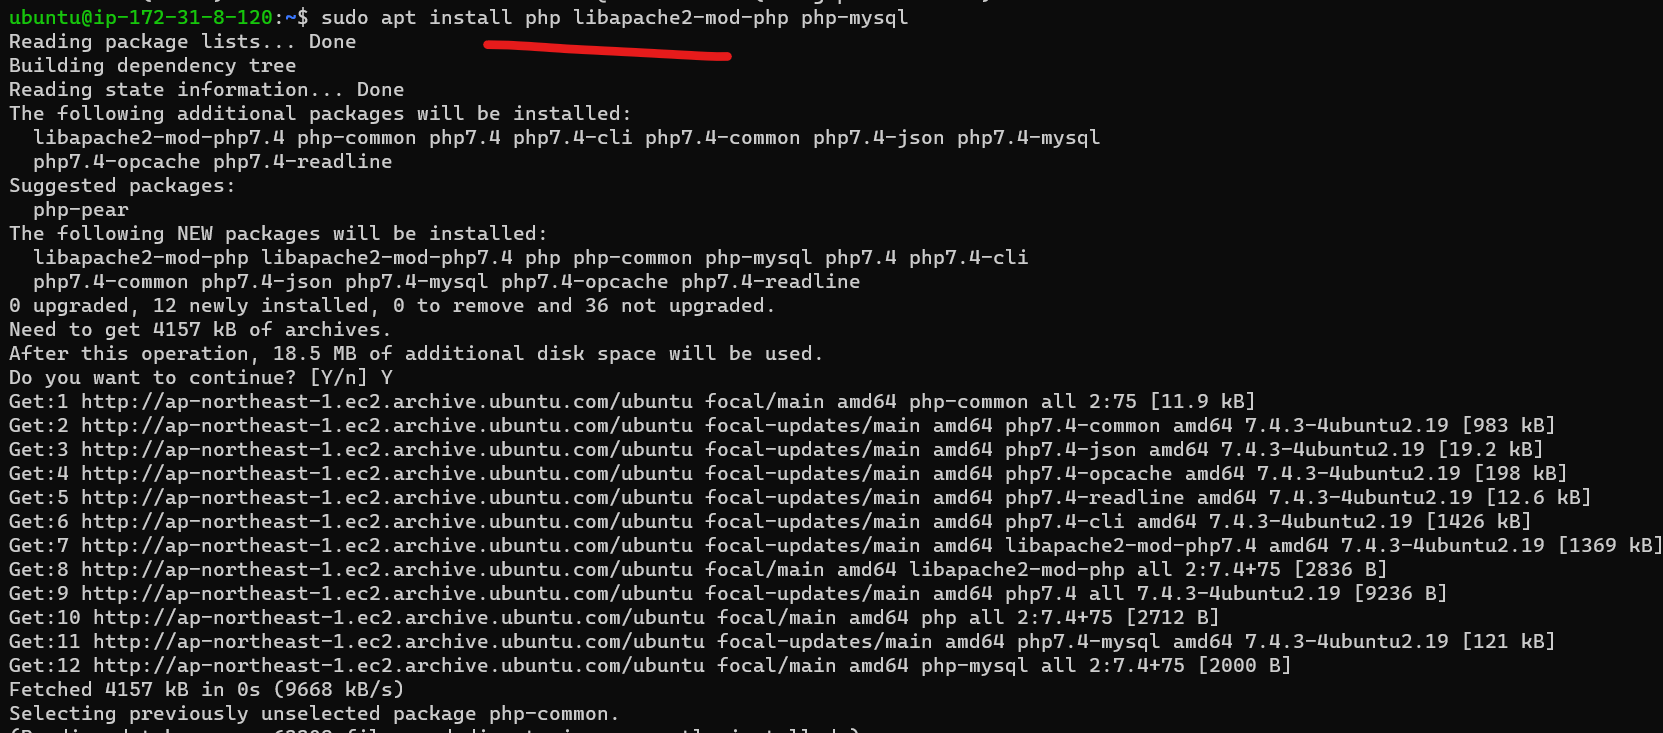 ubuntu@ip-172-31-8-120:~$ sudo apt install php libapache2-mod-php php-mysql
Reading package lists... Done
Building dependency tree
Reading state information... Done
The following additional packages will be installed:
  libapache2-mod-php7.4 php-common php7.4 php7.4-cli php7.4-common php7.4-json php7.4-mysql
  php7.4-opcache php7.4-readline
Suggested packages:
  php-pear
The following NEW packages will be installed:
  libapache2-mod-php libapache2-mod-php7.4 php php-common php-mysql php7.4 php7.4-cli
  php7.4-common php7.4-json php7.4-mysql php7.4-opcache php7.4-readline
0 upgraded, 12 newly installed, 0 to remove and 36 not upgraded.
Need to get 4157 kB of archives.
After this operation, 18.5 MB of additional disk space will be used.
Do you want to continue? [Y/n] Y
Get:1 http://ap-northeast-1.ec2.archive.ubuntu.com/ubuntu focal/main amd64 php-common all 2:75 [11.9 kB]
Get:2 http://ap-northeast-1.ec2.archive.ubuntu.com/ubuntu focal-updates/main amd64 php7.4-common amd64 7.4.3-4ubuntu2.19 [983 kB]
Get:3 http://ap-northeast-1.ec2.archive.ubuntu.com/ubuntu focal-updates/main amd64 php7.4-json amd64 7.4.3-4ubuntu2.19 [19.2 kB]
Get:4 http://ap-northeast-1.ec2.archive.ubuntu.com/ubuntu focal-updates/main amd64 php7.4-opcache amd64 7.4.3-4ubuntu2.19 [198 kB]
Get:5 http://ap-northeast-1.ec2.archive.ubuntu.com/ubuntu focal-updates/main amd64 php7.4-readline amd64 7.4.3-4ubuntu2.19 [12.6 kB]
Get:6 http://ap-northeast-1.ec2.archive.ubuntu.com/ubuntu focal-updates/main amd64 php7.4-cli amd64 7.4.3-4ubuntu2.19 [1426 kB]
Get:7 http://ap-northeast-1.ec2.archive.ubuntu.com/ubuntu focal-updates/main amd64 libapache2-mod-php7.4 amd64 7.4.3-4ubuntu2.19 [1369 kB]
Get:8 http://ap-northeast-1.ec2.archive.ubuntu.com/ubuntu focal/main amd64 libapache2-mod-php all 2:7.4+75 [2836 B]
Get:9 http://ap-northeast-1.ec2.archive.ubuntu.com/ubuntu focal-updates/main amd64 php7.4 all 7.4.3-4ubuntu2.19 [9236 B]
Get:10 http://ap-northeast-1.ec2.archive.ubuntu.com/ubuntu focal/main amd64 php all 2:7.4+75 [2712 B]
Get:11 http://ap-northeast-1.ec2.archive.ubuntu.com/ubuntu focal-updates/main amd64 php7.4-mysql amd64 7.4.3-4ubuntu2.19 [121 kB]
Get:12 http://ap-northeast-1.ec2.archive.ubuntu.com/ubuntu focal/main amd64 php-mysql all 2:7.4+75 [2000 B]
Fetched 4157 kB in 0s (9668 kB/s)
Selecting previously unselected package php-common.